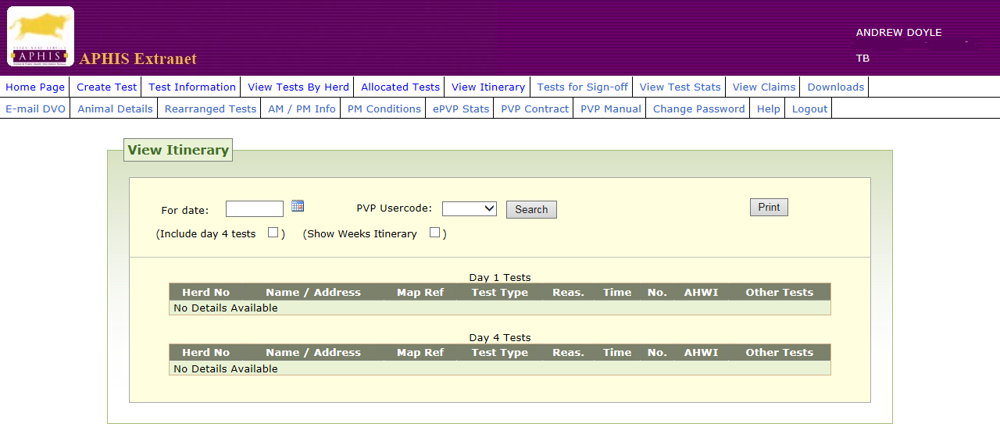 ANDREW DOYLE
APHIS
APHIS Extranet
TB
Home Page Create Test Test Information View Tests By Herd Allocated Tests View Itinerary Tests for Sign-off View Test Stats View Claims Downloads
E-mail DVO Animal Details Rearranged Tests AM / PM Info PM Conditions ePVP Stats PVP Contract PVP Manual Change Password Help Logout
View Itinerary
For date: PVP Usercode: Search Print
(Include day 4 tests ) (Show Weeks Itinerary )
Day 1 Tests
Herd No Name / Address Map Ref Test Type Reas. Time No. AHWI Other Tests
No Details Available
Day 4 Tests
Herd No Name / Address Map Ref Test Type Reas. Time No. AHWI Other Tests
No Details Available